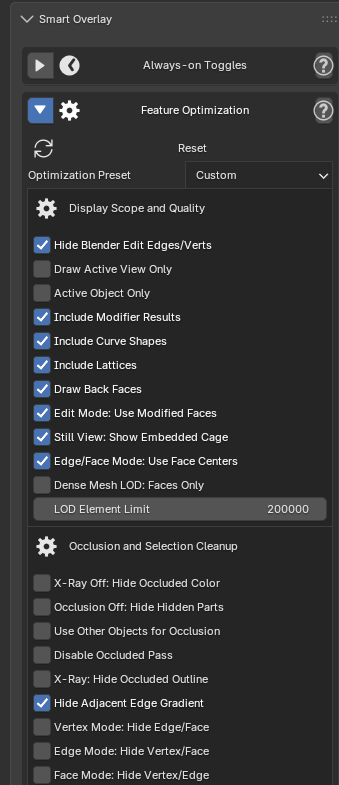 Smart Overlay
Always-on Toggles
?
Feature Optimization
?
Reset
Optimization Preset Custom
Display Scope and Quality
Hide Blender Edit Edges/Verts
Draw Active View Only
Active Object Only
Include Modifier Results
Include Curve Shapes
Include Lattices
Draw Back Faces
Edit Mode: Use Modified Faces
Still View: Show Embedded Cage
Edge/Face Mode: Use Face Centers
Dense Mesh LOD: Faces Only
LOD Element Limit 200000
Occlusion and Selection Cleanup
X-Ray Off: Hide Occluded Color
Occlusion Off: Hide Hidden Parts
Use Other Objects for Occlusion
Disable Occluded Pass
X-Ray: Hide Occluded Outline
Hide Adjacent Edge Gradient
Vertex Mode: Hide Edge/Face
Edge Mode: Hide Vertex/Face
Face Mode: Hide Vertex/Edge